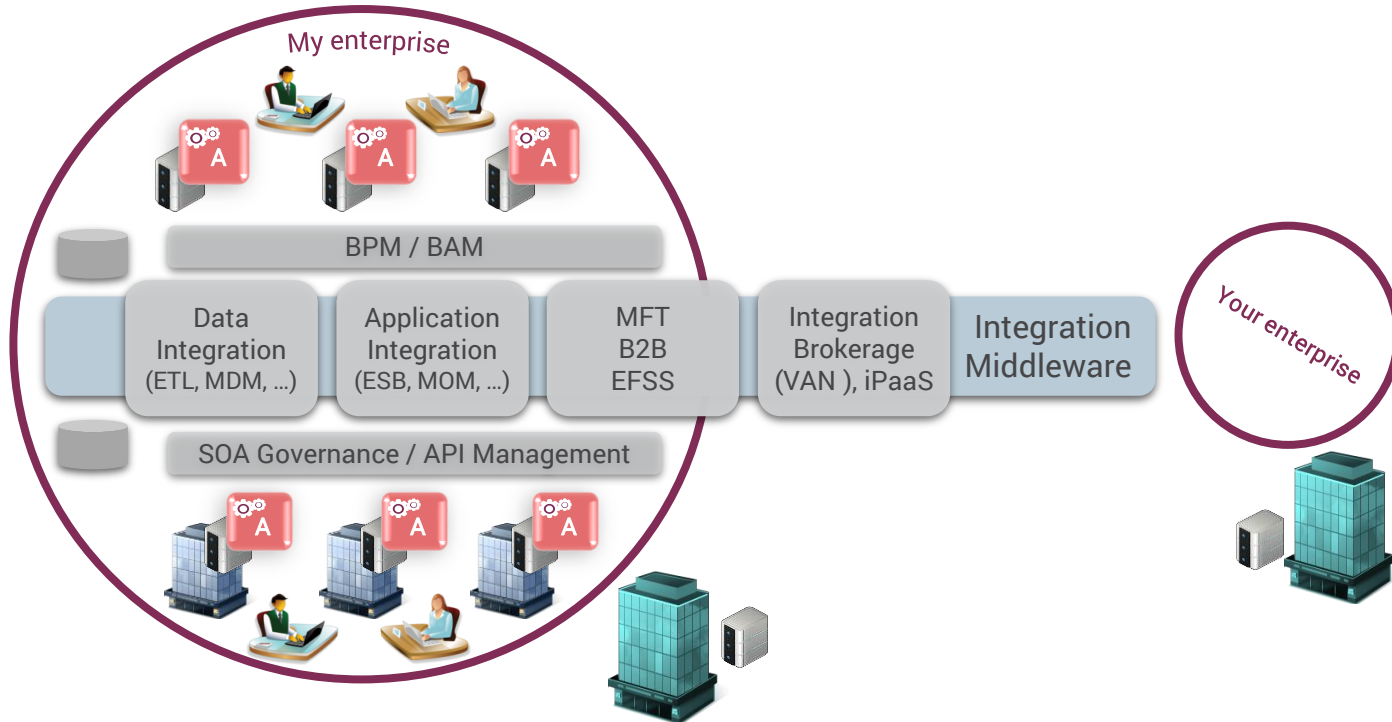 My enterprise
A
A
A
BPM / BAM
Data
Integration
(ETL, MDM, ...)
Application
Integration
(ESB, MOM, ...)
MFT
B2B
EFSS
Integration
Brokerage
(VAN ), iPaaS
Integration
Middleware
Your enterprise
SOA Governance / API Management
A
A
A